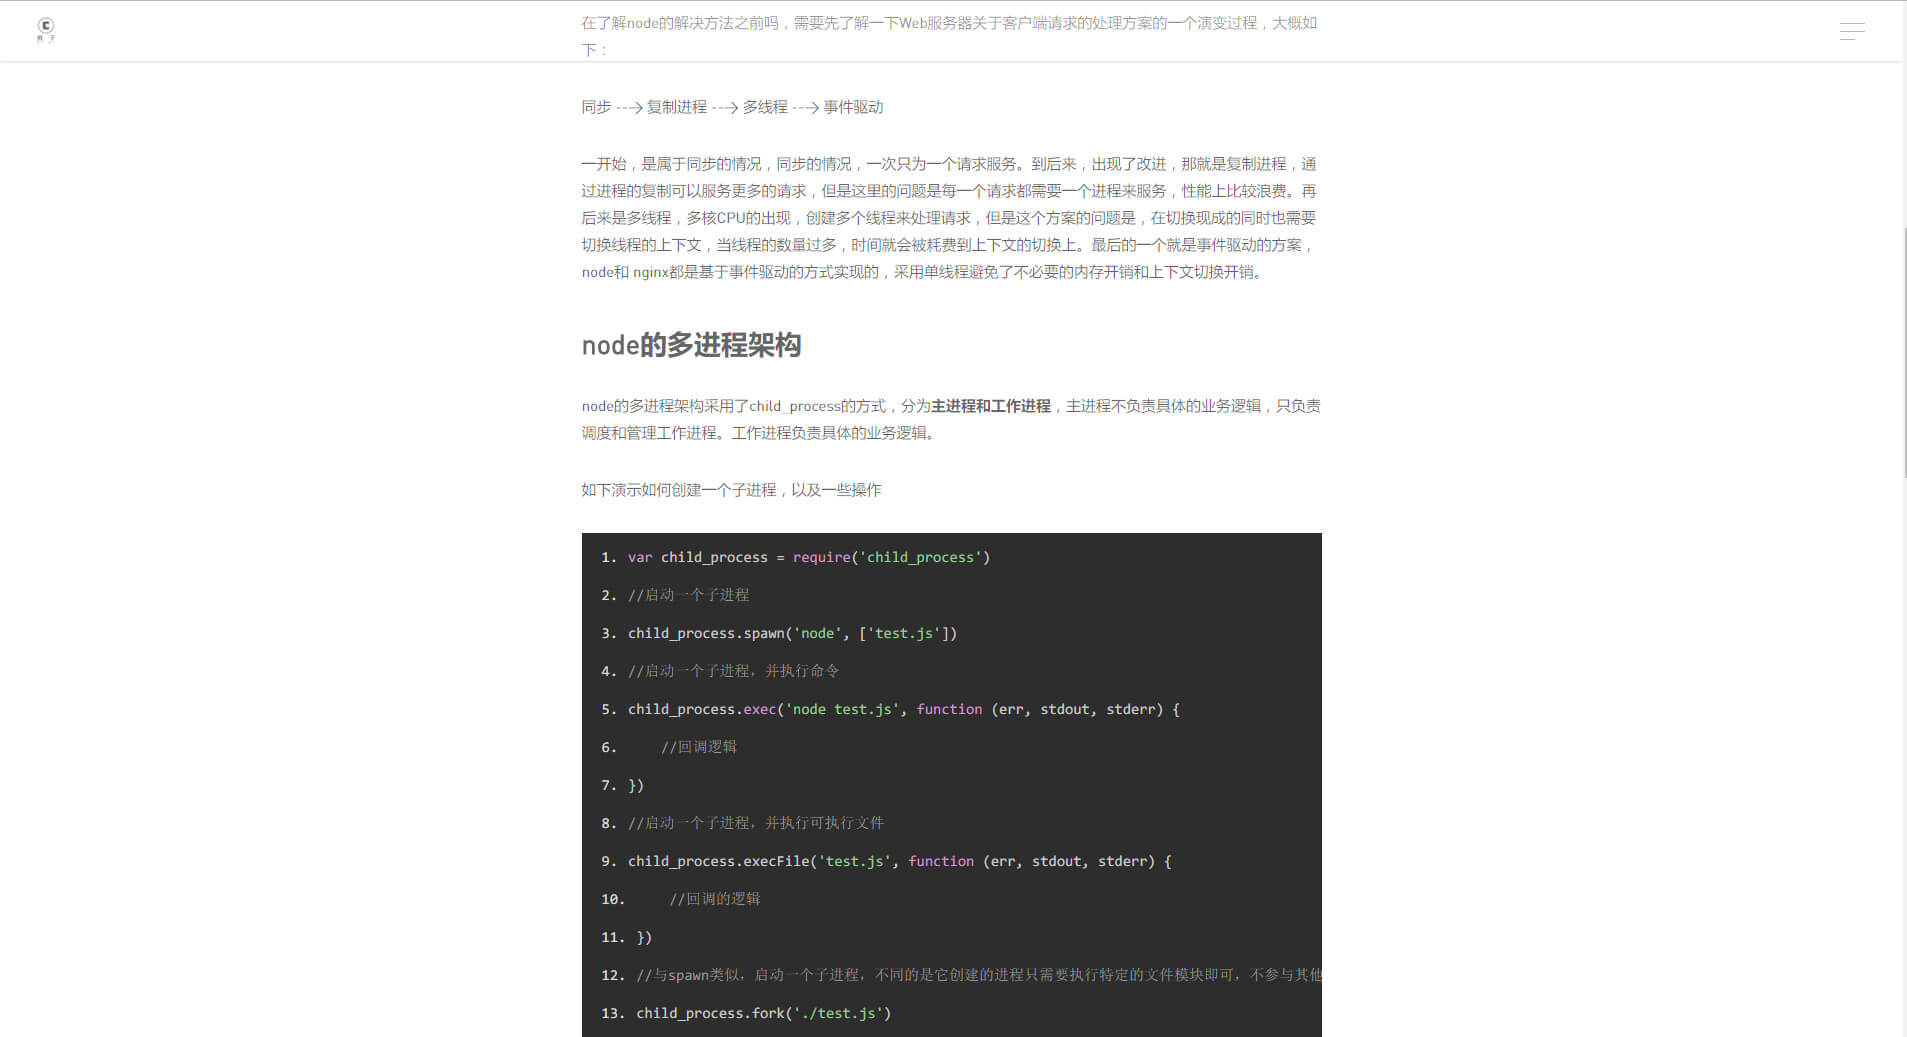 在了解node的解决方法之前吗，需要先了解一下Web服务器关于客户端请求的处理方案的一个演变过程，大概如
下：
同步 ---> 复制进程 ---> 多线程 ---> 事件驱动
一开始，是属于同步的情况，同步的情况，一次只为一个请求服务。到后来，出现了改进，那就是复制进程，通
过进程的复制可以服务更多的请求，但是这里的问题是每一个请求都需要一个进程来服务，性能上比较浪费。再
后来是多线程，多核CPU的出现，创建多个线程来处理请求，但是这个方案的问题是，在切换现成的同时也需要
切换线程的上下文，当线程的数量过多，时间就会被耗费到上下文的切换上。最后的一个就是事件驱动的方案，
node和 nginx都是基于事件驱动的方式实现的，采用单线程避免了不必要的内存开销和上下文切换开销。
node的多进程架构
node的多进程架构采用了child_process的方式，分为主进程和工作进程，主进程不负责具体的业务逻辑，只负责
调度和管理工作进程。工作进程负责具体的业务逻辑。
如下演示如何创建一个子进程，以及一些操作
1. var child_process = require('child_process')
2. //启动一个子进程
3. child_process.spawn('node', ['test.js'])
4. //启动一个子进程，并执行命令
5. child_process.exec('node test.js', function (err, stdout, stderr) {
6.     //回调逻辑
7. })
8. //启动一个子进程，并执行可执行文件
9. child_process.execFile('test.js', function (err, stdout, stderr) {
10.     //回调的逻辑
11. })
12. //与spawn类似，启动一个子进程，不同的是它创建的进程只需要执行特定的文件模块即可，不参与其他
13. child_process.fork('./test.js')